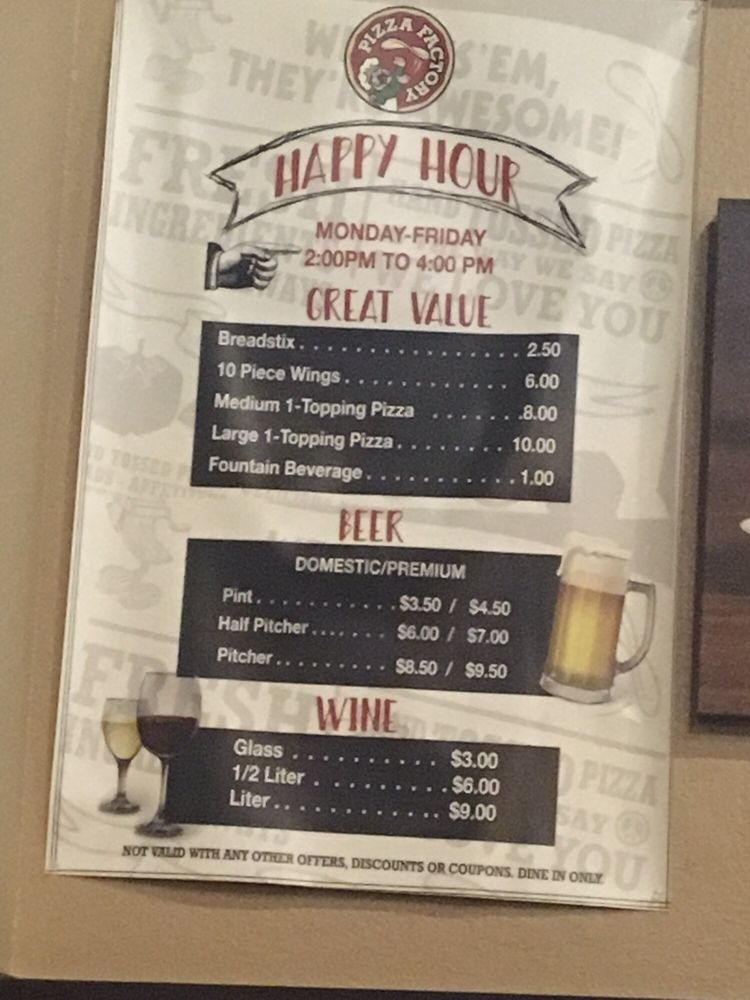 PIZZA FACTORY
HAPPY HOUR
MONDAY-FRIDAY
2:00PM TO 4:00 PM
GREAT VALUE
Breadstix . . . . . . . . . . . . . . . . 2.50
10 Piece Wings . . . . . . . . . . . 6.00
Medium 1-Topping Pizza . . . . . . .8.00
Large 1-Topping Pizza . . . . . . . . 10.00
Fountain Beverage . . . . . . . . . . . 1.00
BEER
DOMESTIC/PREMIUM
Pint . . . . . . . . . . . $3.50 / $4.50
Half Pitcher . . . . . . . $6.00 / $7.00
Pitcher . . . . . . . . . $8.50 / $9.50
WINE
Glass . . . . . . . . . . . $3.00
1/2 Liter . . . . . . . . . $6.00
Liter . . . . . . . . . . . . $9.00
NOT VALID WITH ANY OTHER OFFERS, DISCOUNTS OR COUPONS. DINE IN ONLY.